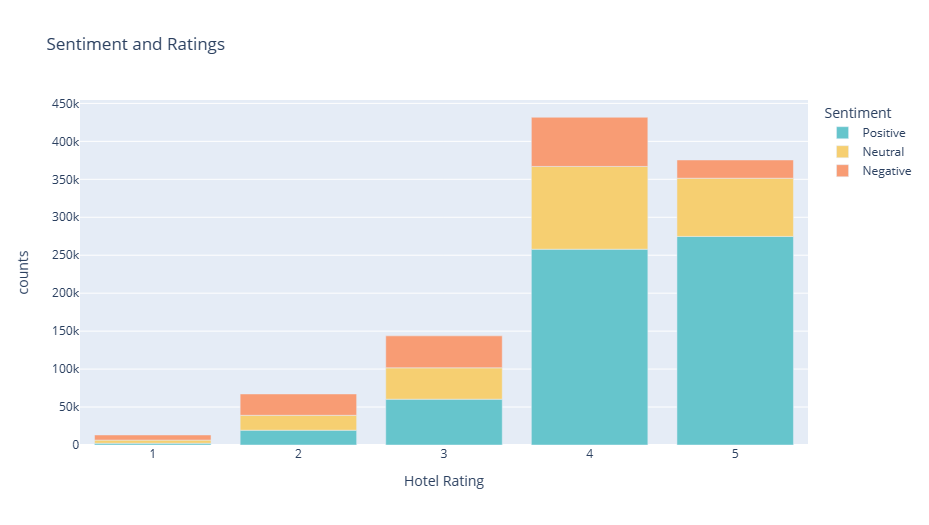 Sentiment and Ratings
450k
400k
350k
300k
250k
200k
150k
100k
50k
0
counts
1 2 3 4 5
Hotel Rating
Sentiment
Positive
Neutral
Negative